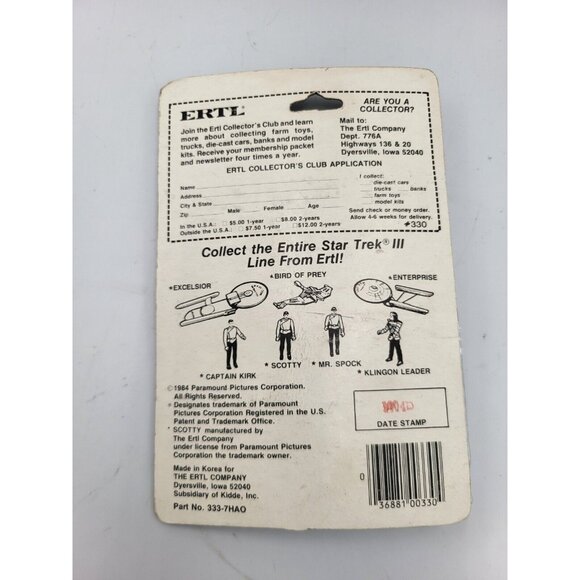 ERTL®
Join the Ertl Collector's Club and learn
more about collecting farm toys,
trucks, die-cast cars, banks and model
kits. Receive your membership packet
and newsletter four times a year.
ARE YOU A
COLLECTOR?
Mail to:
The Ertl Company
Dept. 776A
Highways 136 & 20
Dyersville, Iowa 52040
ERTL COLLECTOR'S CLUB APPLICATION
Name
Address
City & State
Zip Male Female Age
In the U.S.A.: $5.00 1-year $8.00 2-years
Outside the U.S.A.: $7.50 1-year $12.00 2-years
I collect:
die-cast cars
trucks banks
farm toys
model kits
Send check or money order.
Allow 4-6 weeks for delivery.
#330
Collect the Entire Star Trek® III
Line From Ertl!
*EXCELSIOR
*BIRD OF PREY
*ENTERPRISE
* CAPTAIN KIRK
* SCOTTY
* MR. SPOCK
* KLINGON LEADER
©1984 Paramount Pictures Corporation.
All Rights Reserved.
* Designates trademark of Paramount
Pictures Corporation Registered in the U.S.
Patent and Trademark Office.
* SCOTTY manufactured by
The Ertl Company
under license from Paramount Pictures
Corporation the trademark owner.
Made in Korea for
THE ERTL COMPANY
Dyersville, Iowa 52040
Subsidiary of Kidde, Inc.
Part No. 333-7HAO
DATE STAMP
0
36881 00330